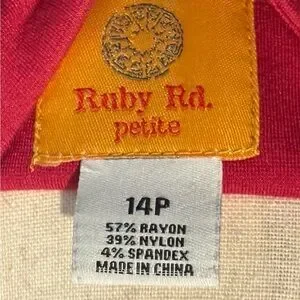 Ruby Rd.
petite
14P
57% RAYON
39% NYLON
4% SPANDEX
MADE IN CHINA